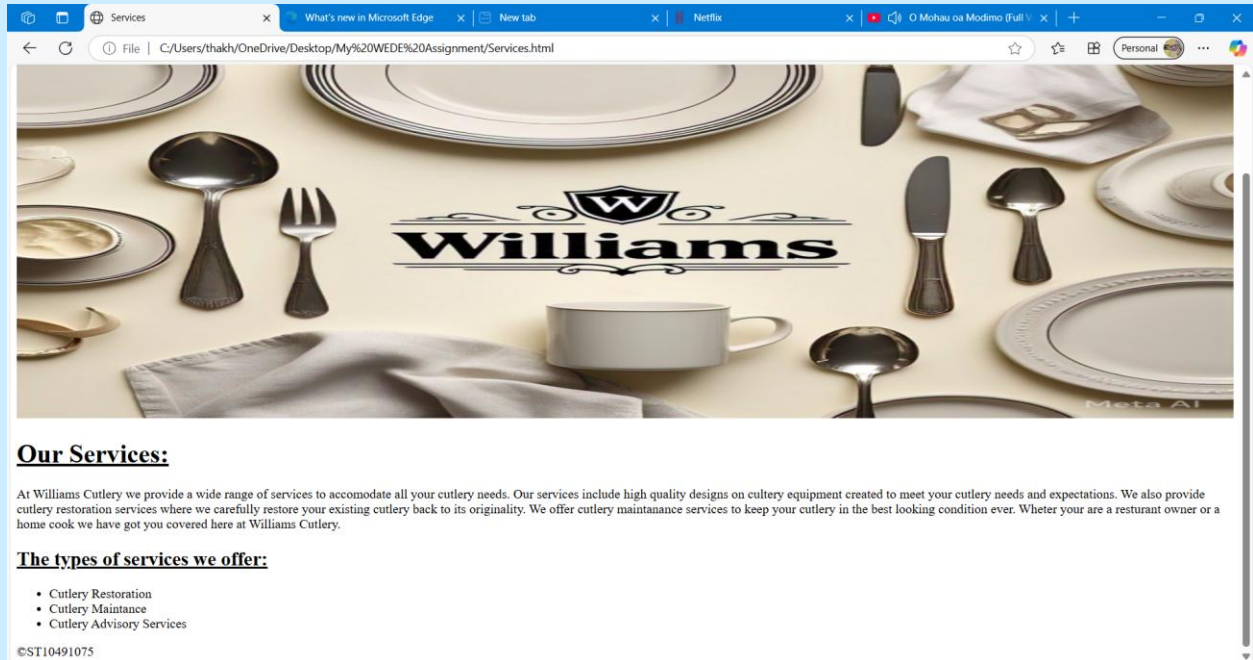 Services
What's new in Microsoft Edge
New tab
Netflix
O Mohau oa Modimo (Full V
File
C:/Users/thakh/OneDrive/Desktop/My%20WEDE%20Assignment/Services.html
Personal
W
Williams
Meta AI
Our Services:
At Williams Cutlery we provide a wide range of services to accomodate all your cutlery needs. Our services include high quality designs on cultery equipment created to meet your cutlery needs and expectations. We also provide
cutlery restoration services where we carefully restore your existing cutlery back to its originality. We offer cutlery maintanance services to keep your cutlery in the best looking condition ever. Wheter your are a resturant owner or a
home cook we have got you covered here at Williams Cutlery.
The types of services we offer:
• Cutlery Restoration
• Cutlery Maintance
• Cutlery Advisory Services
©ST10491075